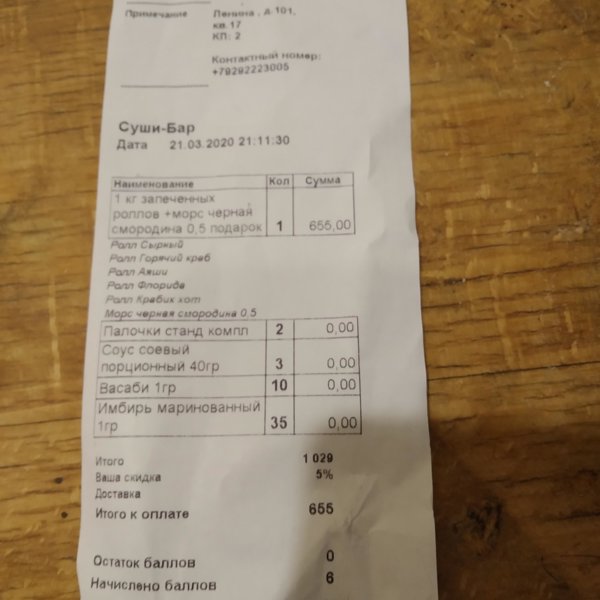 Примечание
Ленина, д.101,
кв.17
КП: 2
Контактный номер:
+79292223005
Суши-Бар
Дата 21.03.2020 21:11:30
Наименование Кол Сумма
1 кг запеченных
роллов +морс черная
смородина 0,5 подарок 1 655,00
Ролл Сырный
Ролл Горячий краб
Ролл Аяши
Ролл Флорида
Ролл Крабик хот
Морс черная смородина 0,5
Палочки станд компл 2 0,00
Соус соевый
порционный 40гр 3 0,00
Васаби 1гр 10 0,00
Имбирь маринованный
1гр 35 0,00
Итого 1 029
Ваша скидка 5%
Доставка
Итого к оплате 655
Остаток баллов 0
Начислено баллов 6